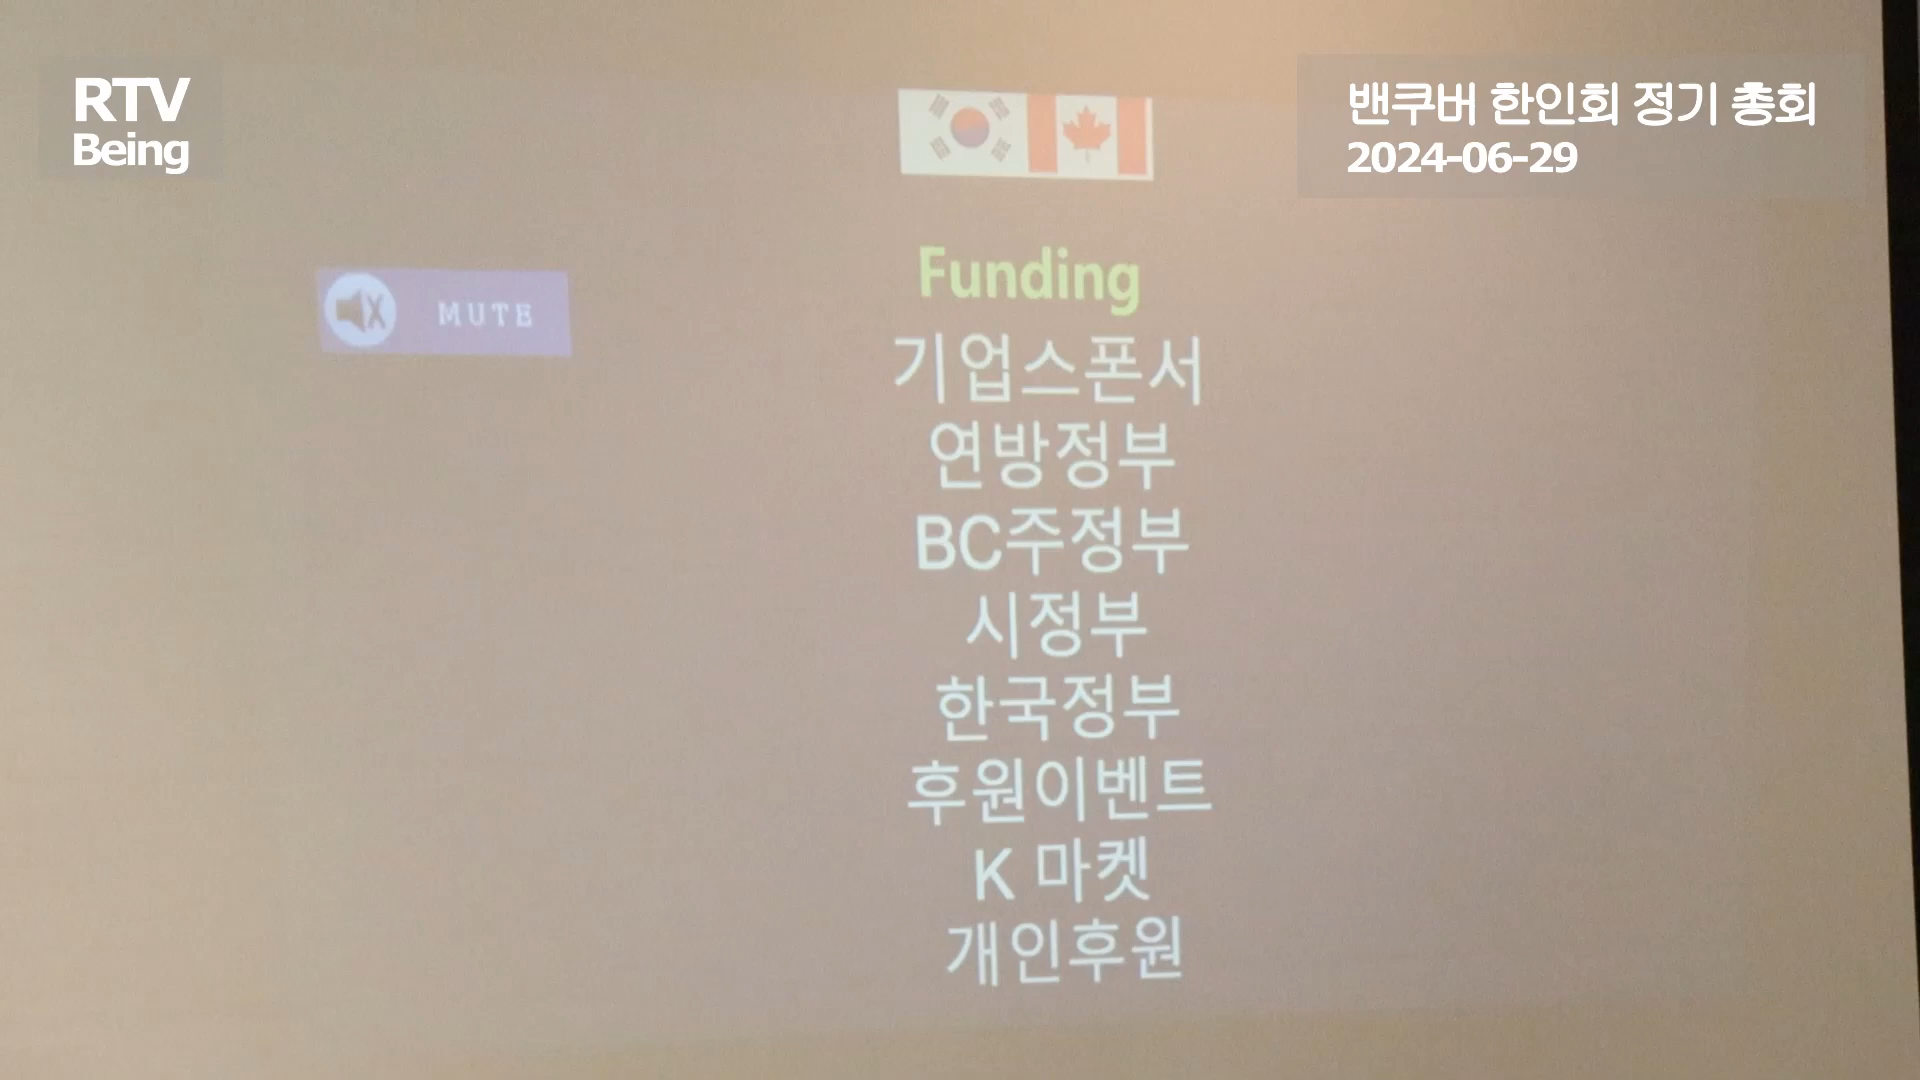 RTV
Being
밴쿠버 한인회 정기 총회
2024-06-29
MUTE
Funding
기업스폰서
연방정부
BC주정부
시정부
한국정부
후원이벤트
K 마켓
개인후원